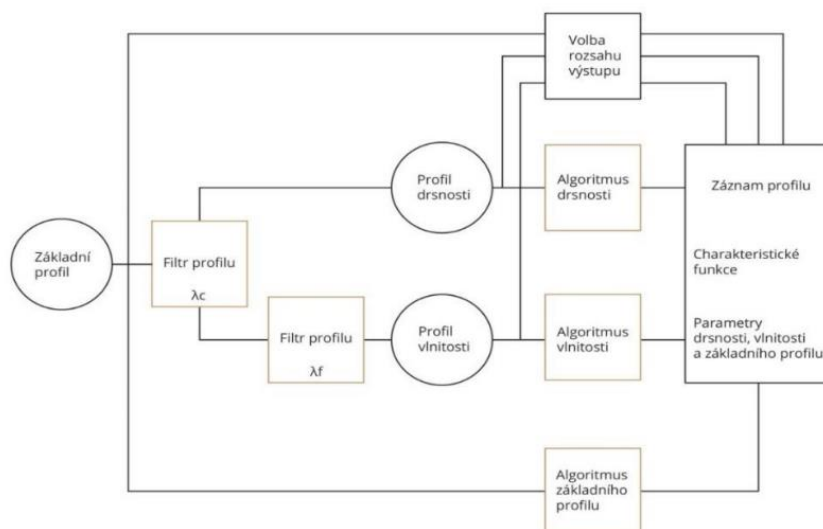 Volba
rozsahu
výstupu
Profil
drsnosti
Algoritmus
drsnosti
Záznam profilu
Základní
profil
Filtr profilu
λc
Charakteristické
funkce
Filtr profilu
λf
Profil
vlnitosti
Algoritmus
vlnitosti
Parametry
drsnosti, vlnitosti
a základního profilu
Algoritmus
základního
profilu